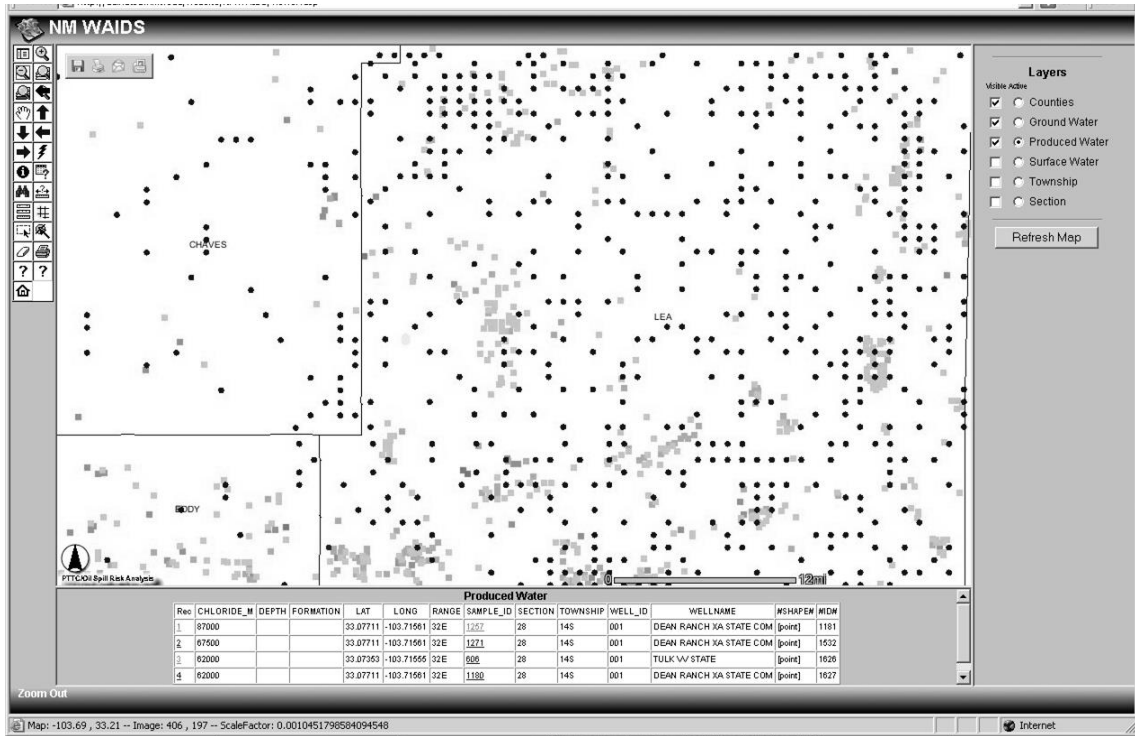 NM WAIDS
Layers
Visible Active
Counties
Ground Water
Produced Water
Surface Water
Township
Section
Refresh Map
CHAVES
LEA
EDDY
PTTC/Oil Spill Risk Analysis
0 12mi
Produced Water
Rec CHLORIDE_M DEPTH FORMATION LAT LONG RANGE SAMPLE_ID SECTION TOWNSHIP WELL_ID WELLNAME #SHAPE# #ID#
1 87000 33.07711 -103.71561 32E 1257 28 14S 001 DEAN RANCH XA STATE COM [point] 1181
2 67500 33.07711 -103.71561 32E 1271 28 14S 001 DEAN RANCH XA STATE COM [point] 1532
3 62000 33.07353 -103.71555 32E 606 28 14S 001 TULK VV STATE [point] 1626
4 62000 33.07711 -103.71561 32E 1180 28 14S 001 DEAN RANCH XA STATE COM [point] 1627
Zoom Out
Map: -103.69 , 33.21 -- Image: 406 , 197 -- ScaleFactor: 0.0010451798584094548
Internet